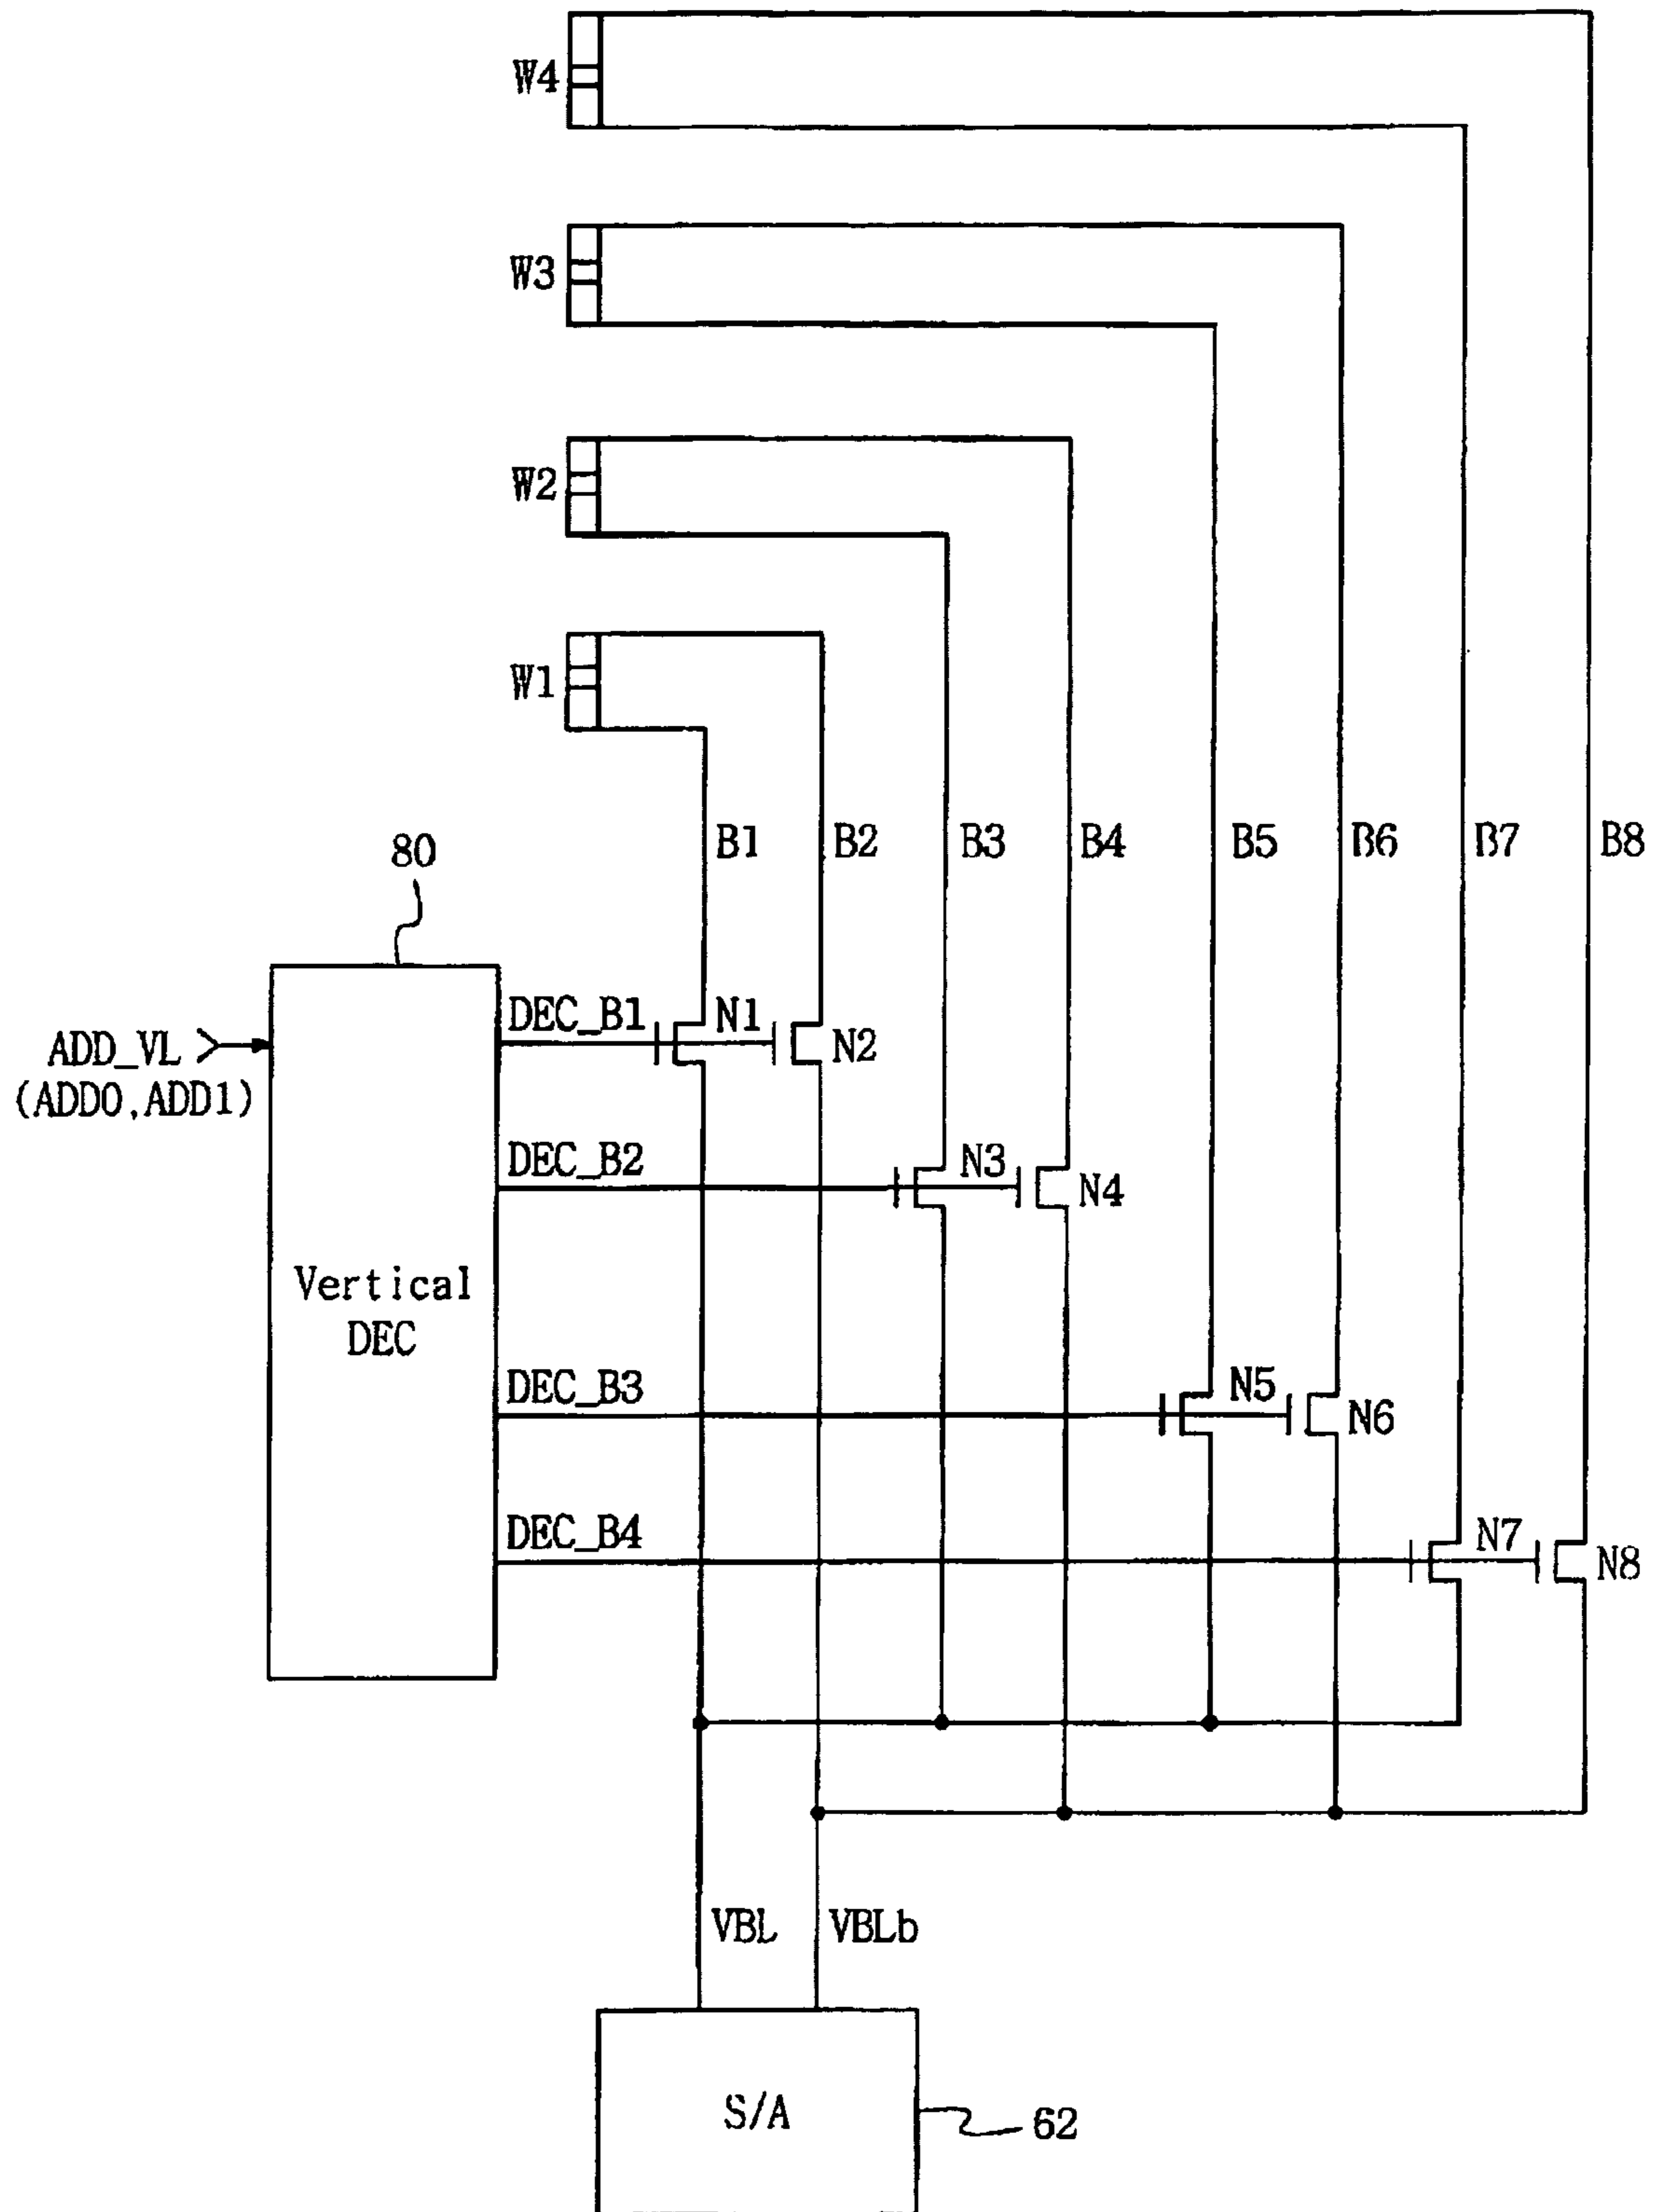 W4
W3
W2
W1
B1 B2 B3 B4 B5 B6 B7 B8
80
DEC_B1 N1 N2
ADD_VL
(ADD0,ADD1)
DEC_B2 N3 N4
Vertical
DEC
DEC_B3 N5 N6
DEC_B4 N7 N8
VBL VBLb
S/A
62